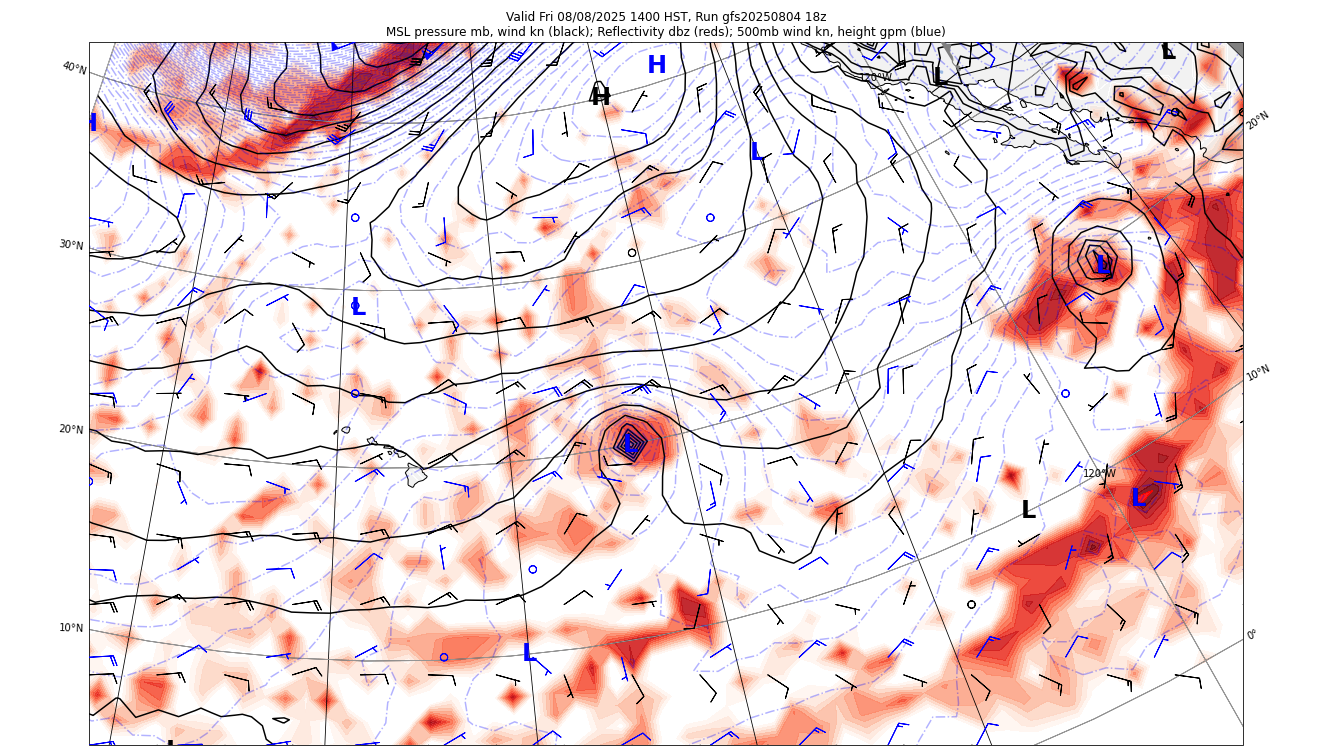 Valid Fri 08/08/2025 1400 HST, Run gfs20250804 18z
MSL pressure mb, wind kn (black); Reflectivity dbz (reds); 500mb wind kn, height gpm (blue)
L
H
L
L
40°N
120°W
H
H
20°N
L
30°N
L
L
10°N
20°N
L
120°W
L
L
10°N
0°
L
L